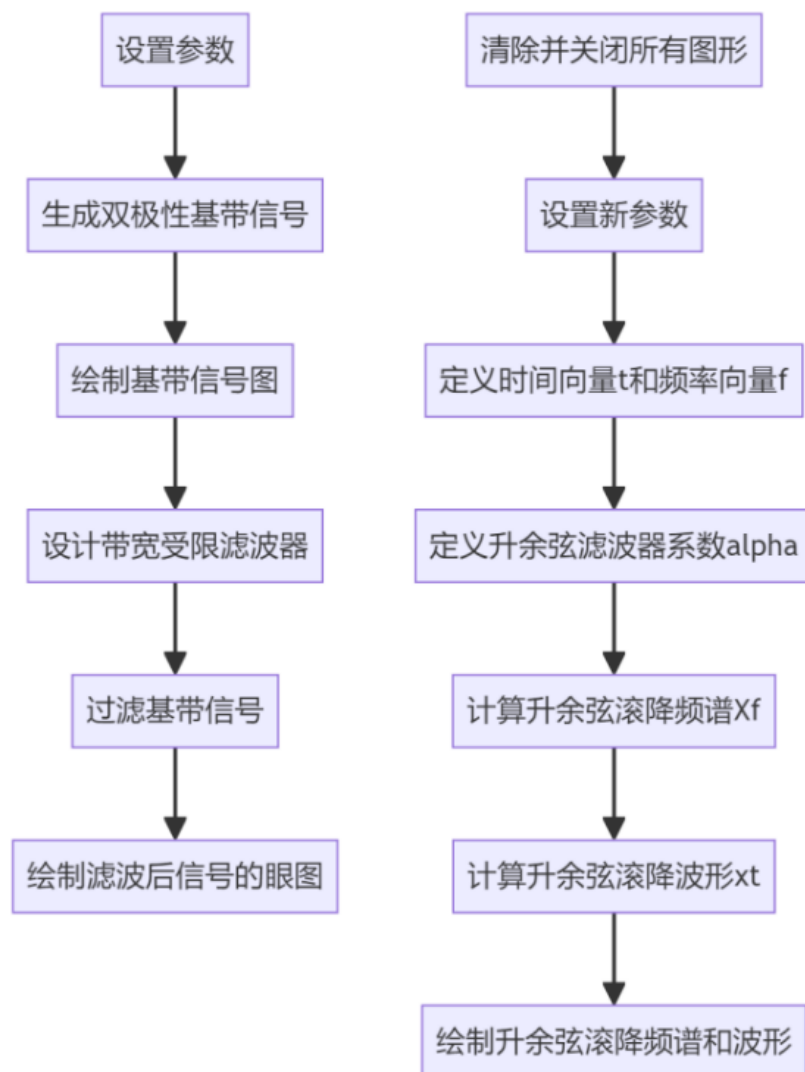 设置参数
生成双极性基带信号
绘制基带信号图
设计带宽受限滤波器
过滤基带信号
绘制滤波后信号的眼图
清除并关闭所有图形
设置新参数
定义时间向量t和频率向量f
定义升余弦滤波器系数alpha
计算升余弦滚降频谱Xf
计算升余弦滚降波形xt
绘制升余弦滚降频谱和波形